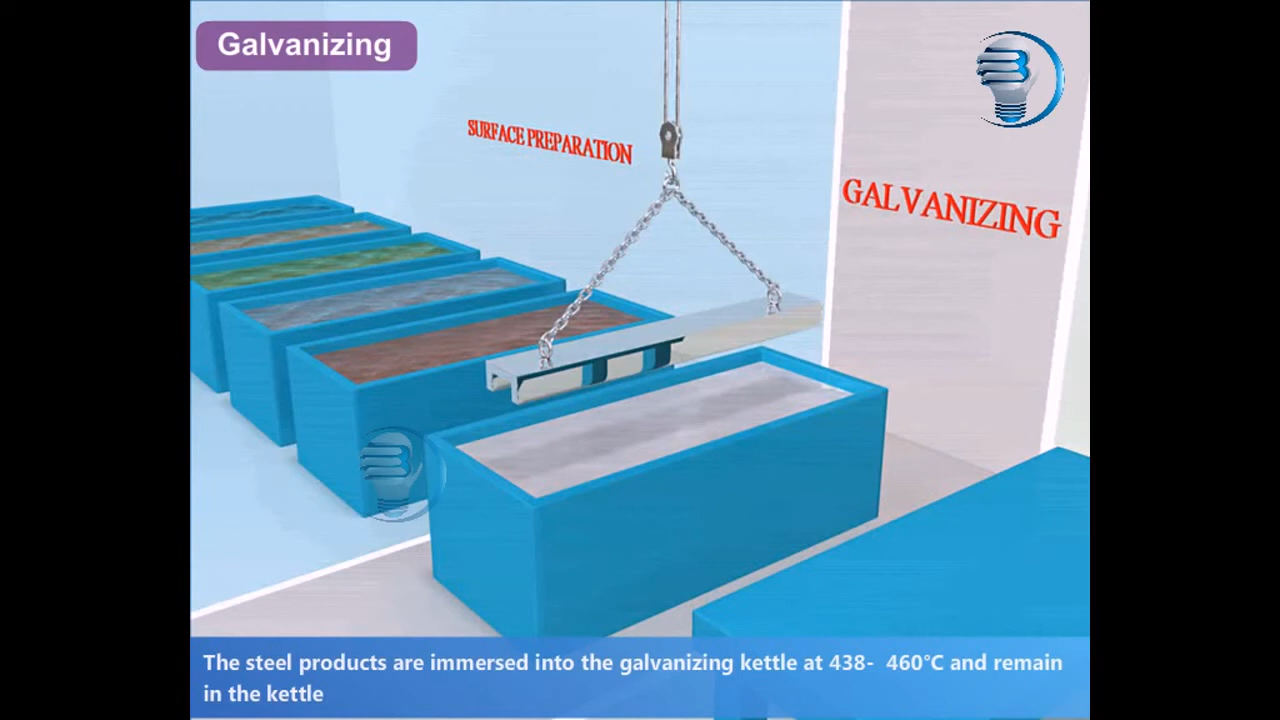 Galvanizing
SURFACE PREPARATION
GALVANIZING
The steel products are immersed into the galvanizing kettle at 438-  460°C and remain
in the kettle